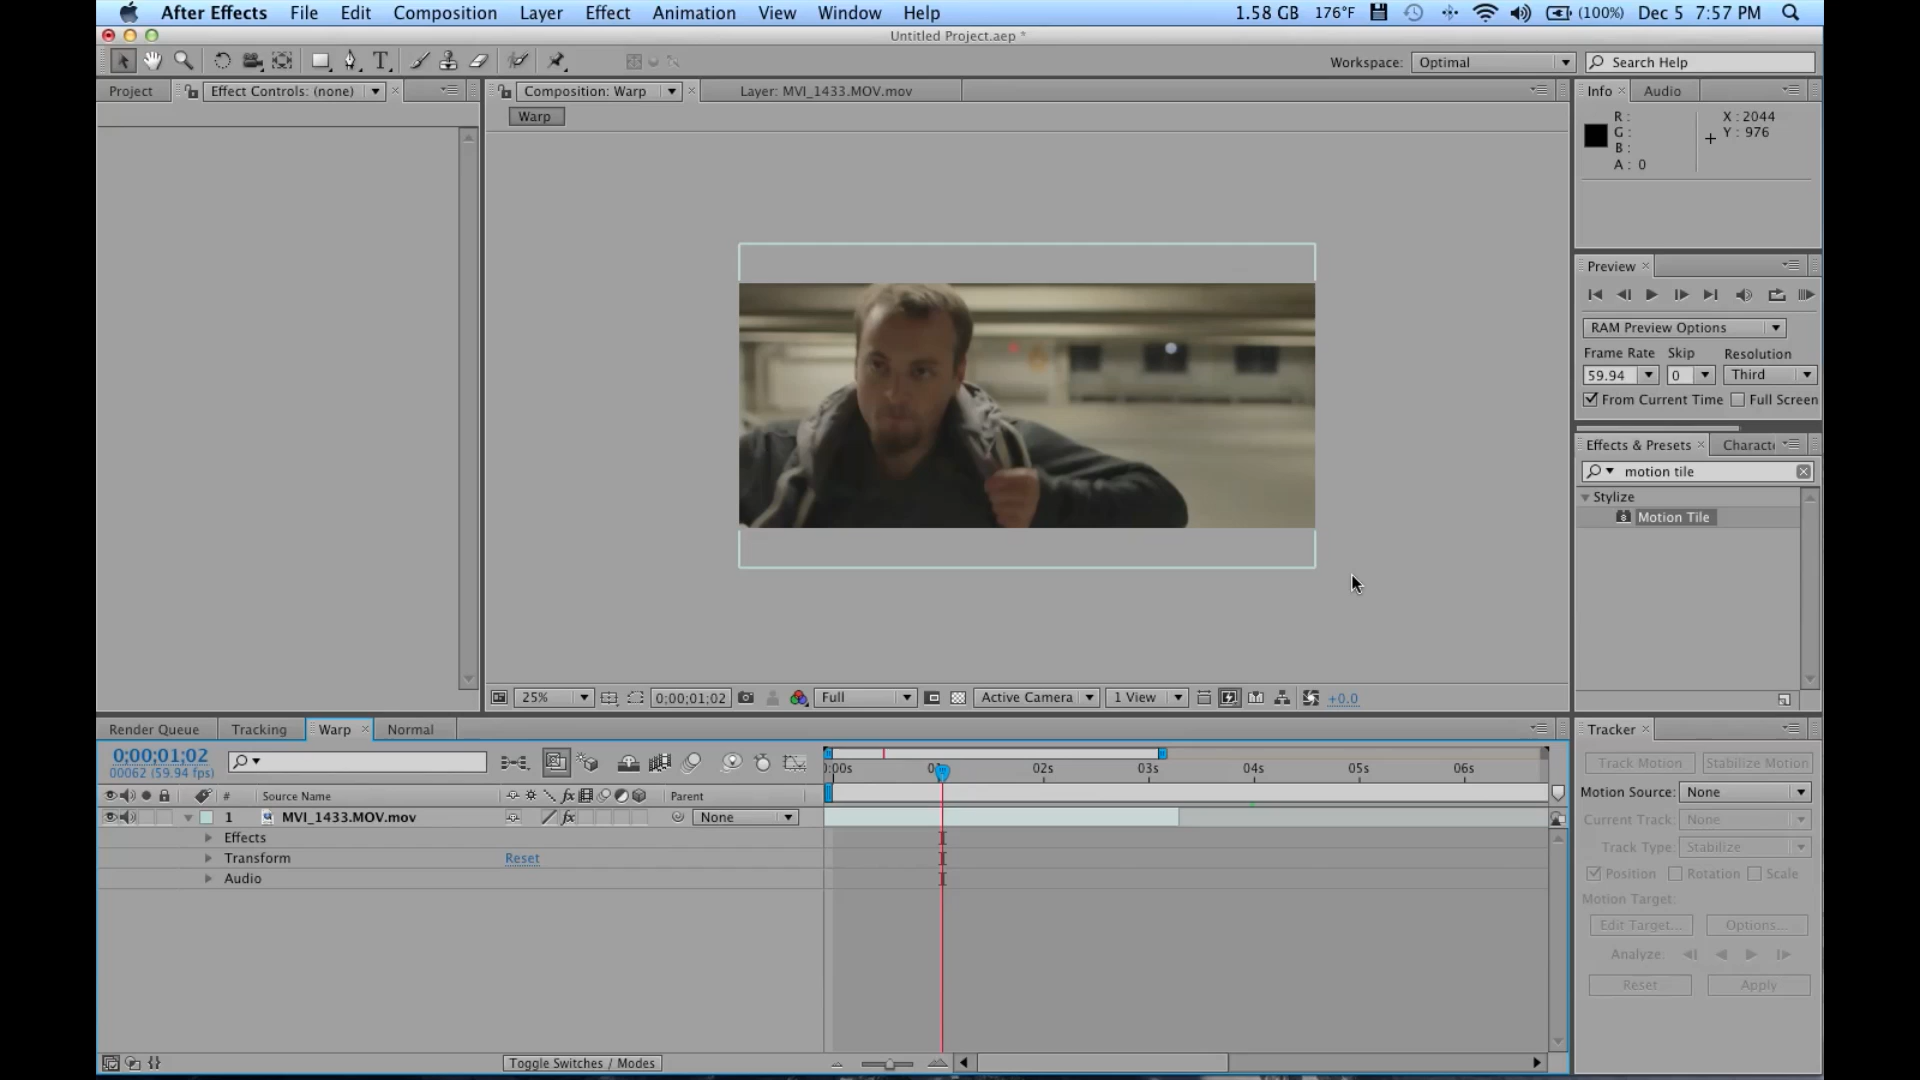 After Effects File Edit Composition Layer Effect Animation View Window Help 1.58 GB 176°F (100%) Dec 5 7:57 PM
Untitled Project.aep *
T Workspace: Optimal Search Help
Project Effect Controls: (none) Composition: Warp Layer: MVI_1433.MOV.mov Info Audio
Warp
R : X : 2044
G : Y : 976
B :
A : 0
Preview
RAM Preview Options
Frame Rate Skip Resolution
59.94 0 Third
From Current Time Full Screen
Effects & Presets Characte
motion tile
Stylize
8 Motion Tile
25% 0;00;01;02 Full Active Camera 1 View +0.0
Render Queue Tracking Warp Normal Tracker
0;00;01;02
00062 (59.94 fps)
):00s 02s 03s 04s 05s 06s
Track Motion Stabilize Motion
Motion Source: None
# Source Name fx Parent
1 MVI_1433.MOV.mov fx None
Current Track: None
Effects
Track Type: Stabilize
Transform Reset
Position Rotation Scale
Audio
Motion Target:
Edit Target... Options...
Analyze:
Reset Apply
Toggle Switches / Modes